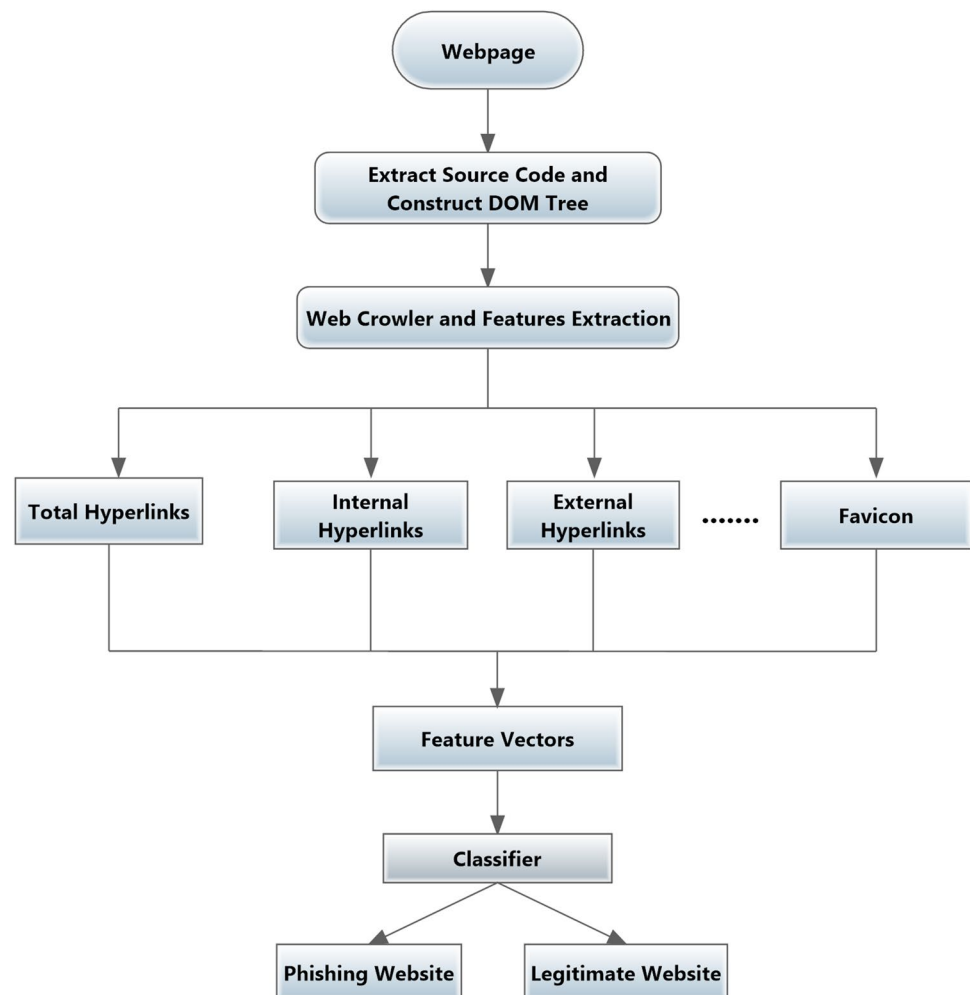 Webpage
Extract Source Code and
Construct DOM Tree
Web Crowler and Features Extraction
Total Hyperlinks
Internal
Hyperlinks
External
Hyperlinks
.......
Favicon
Feature Vectors
Classifier
Phishing Website
Legitimate Website